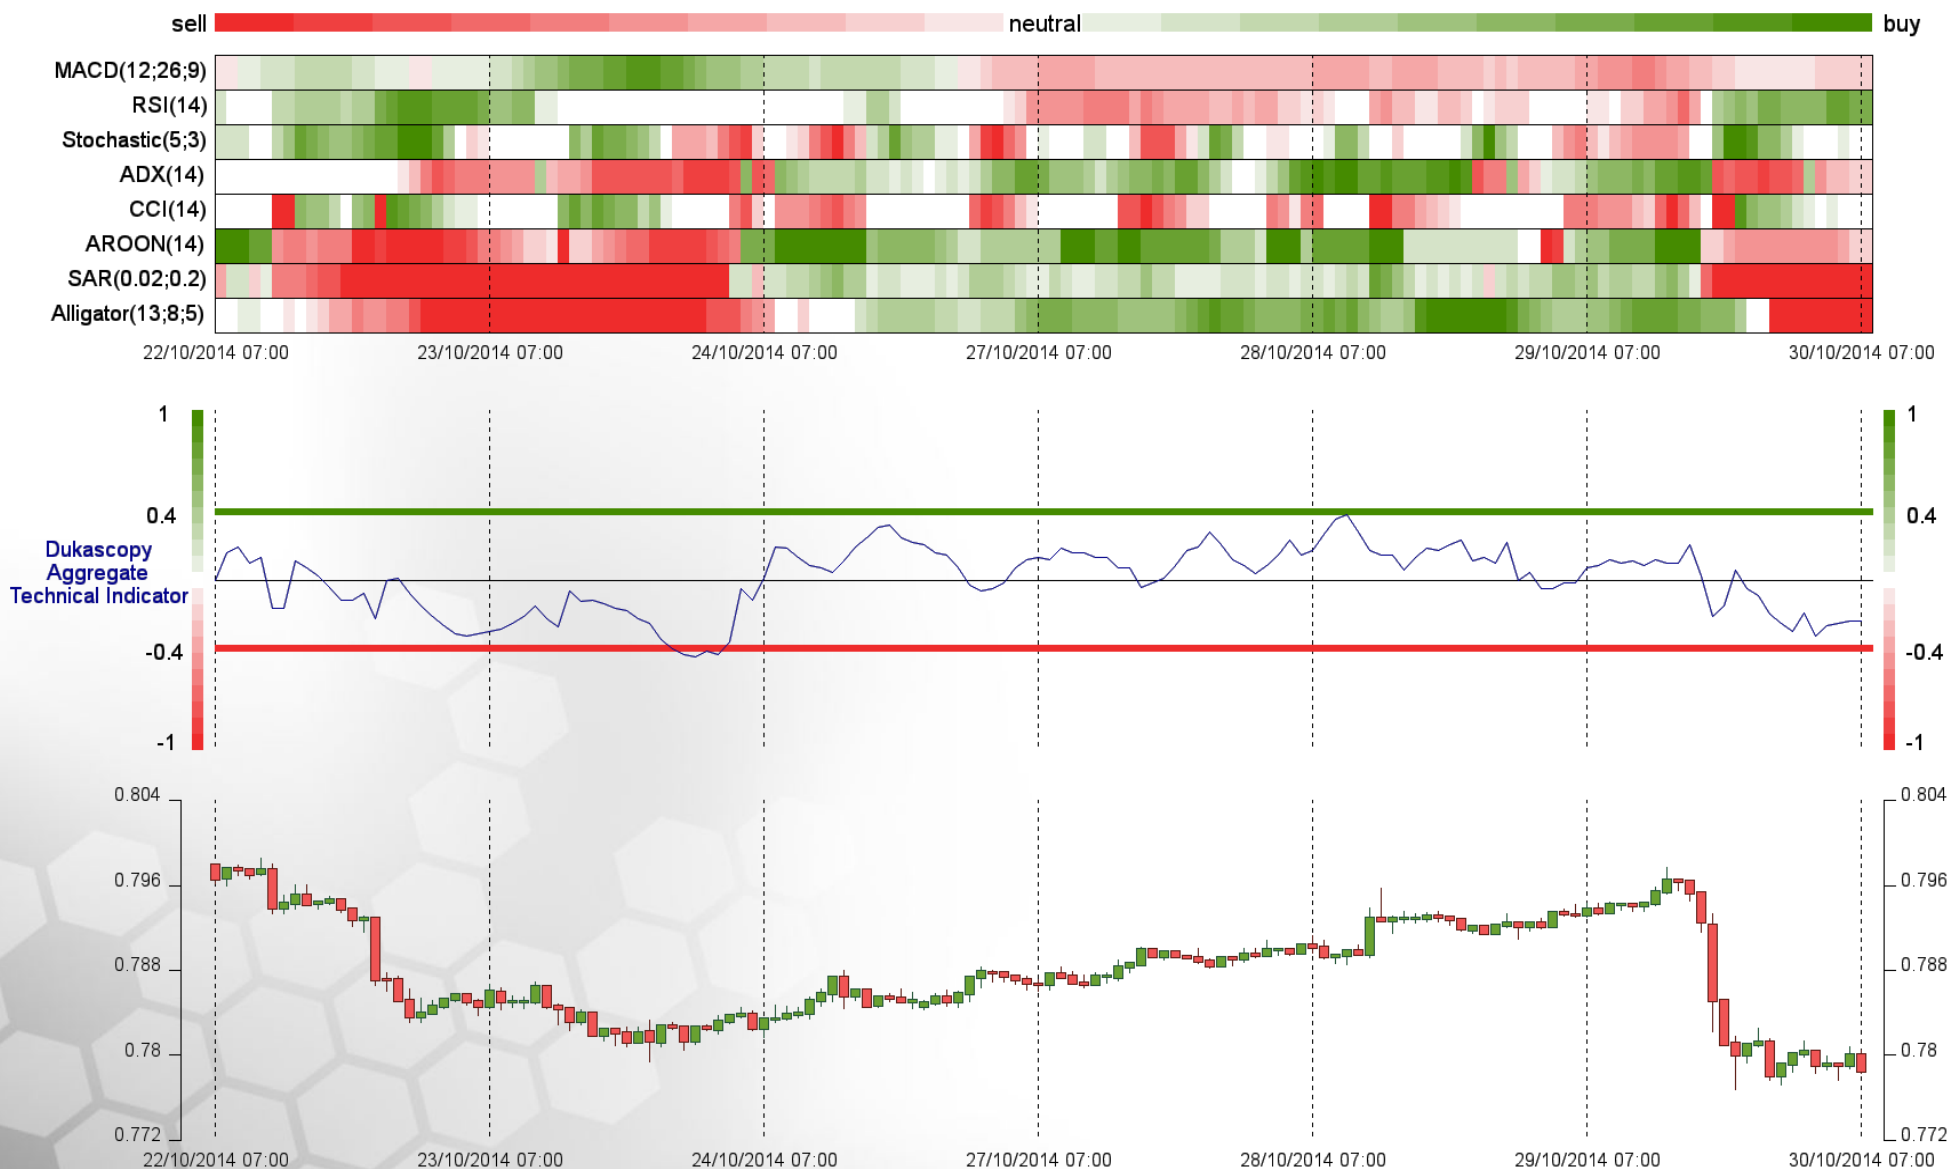 sell neutral buy
MACD(12;26;9)
RSI(14)
Stochastic(5;3)
ADX(14)
CCI(14)
AROON(14)
SAR(0.02;0.2)
Alligator(13;8;5)
22/10/2014 07:00 23/10/2014 07:00 24/10/2014 07:00 27/10/2014 07:00 28/10/2014 07:00 29/10/2014 07:00 30/10/2014 07:00
1 1
0.4 0.4
Dukascopy
Aggregate
Technical Indicator
-0.4 -0.4
-1 -1
0.804 0.804
0.796 0.796
0.788 0.788
0.78 0.78
0.772 0.772
22/10/2014 07:00 23/10/2014 07:00 24/10/2014 07:00 27/10/2014 07:00 28/10/2014 07:00 29/10/2014 07:00 30/10/2014 07:00